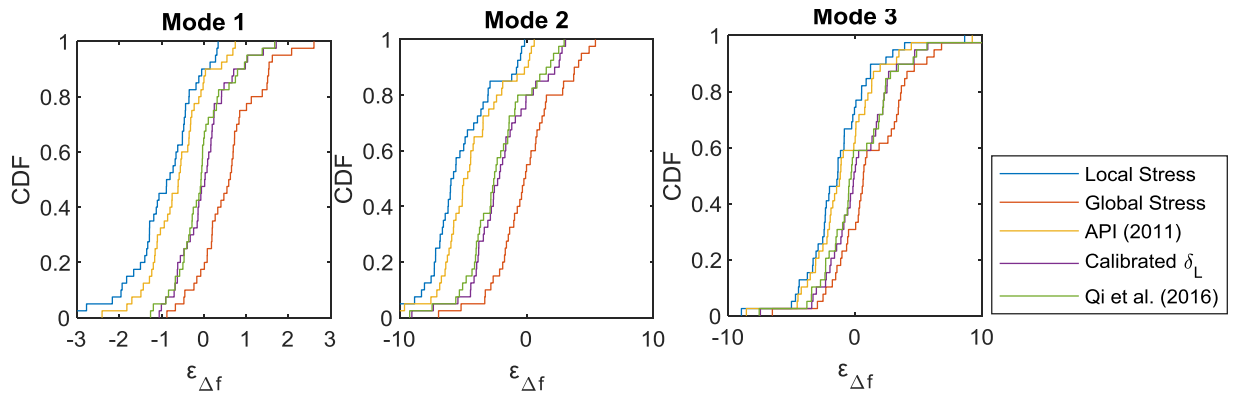 Mode 1
Mode 2
Mode 3
CDF
1
0.8
0.6
0.4
0.2
0
-3
-2
-1
0
1
2
3
ε_Δf
CDF
1
0.8
0.6
0.4
0.2
0
-10
0
10
ε_Δf
CDF
1
0.8
0.6
0.4
0.2
0
-10
0
10
ε_Δf
Local Stress
Global Stress
API (2011)
Calibrated δ_L
Qi et al. (2016)